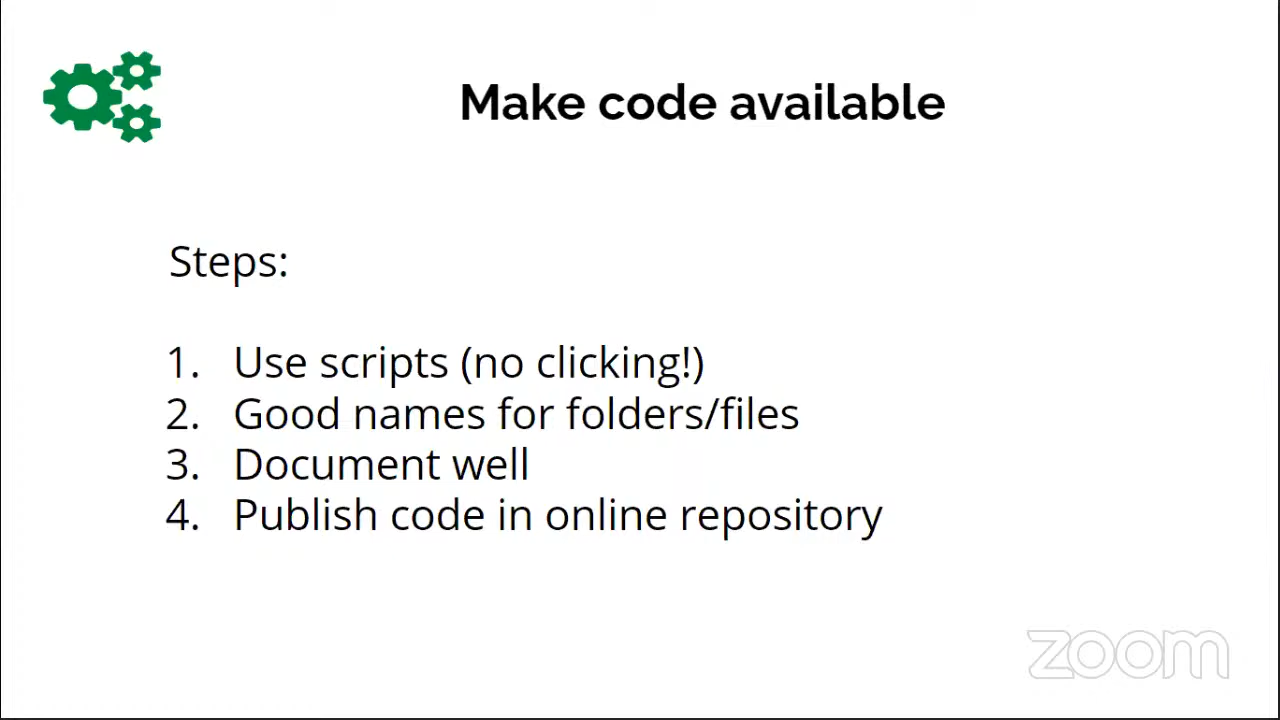 Make code available
Steps:
1. Use scripts (no clicking!)
2. Good names for folders/files
3. Document well
4. Publish code in online repository
zoom